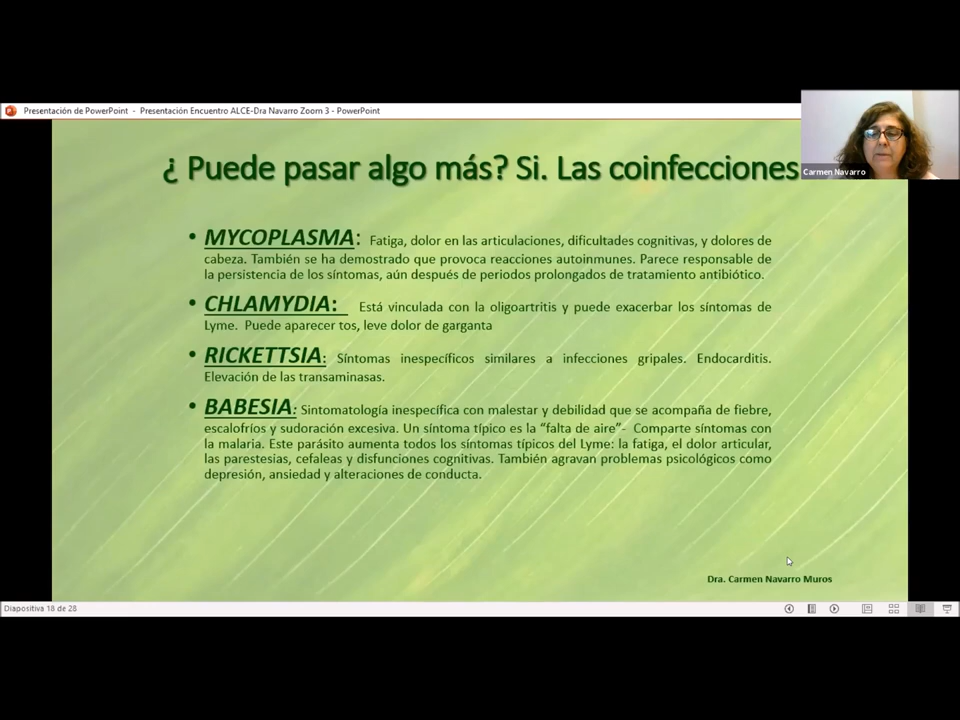 Presentación de PowerPoint - Presentación Encuentro ALCE-Dra Navarro Zoom 3 - PowerPoint
Carmen Navarro
¿ Puede pasar algo más? Si. Las coinfecciones
• MYCOPLASMA: Fatiga, dolor en las articulaciones, dificultades cognitivas, y dolores de
cabeza. También se ha demostrado que provoca reacciones autoinmunes. Parece responsable de
la persistencia de los síntomas, aún después de periodos prolongados de tratamiento antibiótico.
• CHLAMYDIA: Está vinculada con la oligoartritis y puede exacerbar los síntomas de
Lyme. Puede aparecer tos, leve dolor de garganta
• RICKETTSIA: Síntomas inespecíficos similares a infecciones gripales. Endocarditis.
Elevación de las transaminasas.
• BABESIA: Sintomatología inespecífica con malestar y debilidad que se acompaña de fiebre,
escalofríos y sudoración excesiva. Un síntoma típico es la “falta de aire”- Comparte síntomas con
la malaria. Este parásito aumenta todos los síntomas típicos del Lyme: la fatiga, el dolor articular,
las parestesias, cefaleas y disfunciones cognitivas. También agravan problemas psicológicos como
depresión, ansiedad y alteraciones de conducta.
Dra. Carmen Navarro Muros
Diapositiva 18 de 28